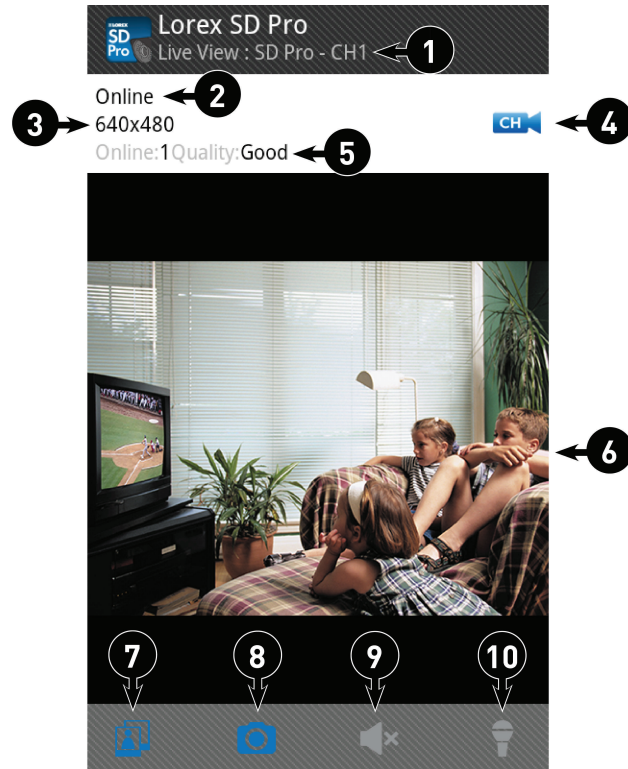 LOREX
SD
Pro
Lorex SD Pro
Live View : SD Pro - CH1
1
Online
2
3
640x480
CH
4
Online:1Quality:Good
5
6
7
8
9
10